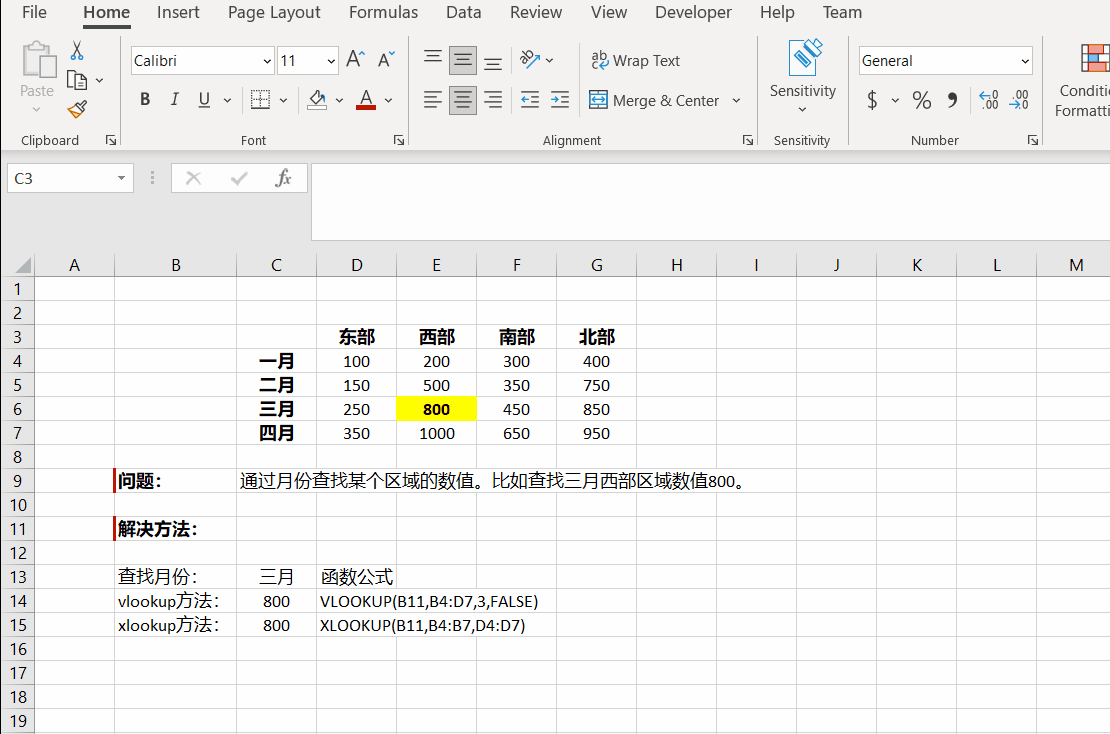 File Home Insert Page Layout Formulas Data Review View Developer Help Team
Paste
Calibri 11
B I U
Wrap Text
Merge & Center
Sensitivity
General
$ % .00 .00
Conditio
Formatti
Clipboard Font Alignment Sensitivity Number
C3 fx
A B C D E F G H I J K L M
1
2
3 东部 西部 南部 北部
4 一月 100 200 300 400
5 二月 150 500 350 750
6 三月 250 800 450 850
7 四月 350 1000 650 950
8
9 问题： 通过月份查找某个区域的数值。比如查找三月西部区域数值800。
10
11 解决方法：
12
13 查找月份： 三月 函数公式
14 vlookup方法： 800 VLOOKUP(B11,B4:D7,3,FALSE)
15 xlookup方法： 800 XLOOKUP(B11,B4:B7,D4:D7)
16
17
18
19